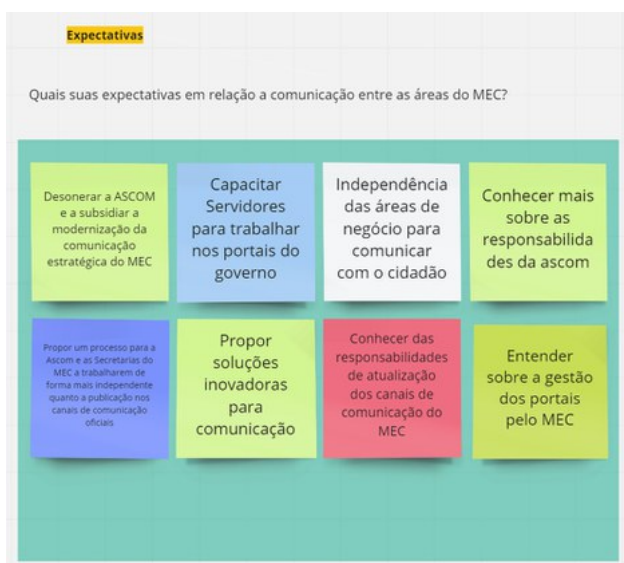 Expectativas
Quais suas expectativas em relação a comunicação entre as áreas do MEC?
Desonerar a ASCOM
e a subsidiar a
modernização da
comunicação
estratégica do MEC
Capacitar
Servidores
para trabalhar
nos portais do
governo
Independência
das áreas de
negócio para
comunicar
com o cidadão
Conhecer mais
sobre as
responsabilida
des da ascom
Propor um processo para a
Ascom e as Secretarias do
MEC a trabalharem de
forma mais independente
quanto a publicação nos
canais de comunicação
oficiais
Propor
soluções
inovadoras
para
comunicação
Conhecer das
responsabilidades
de atualização
dos canais de
comunicação do
MEC
Entender
sobre a gestão
dos portais
pelo MEC